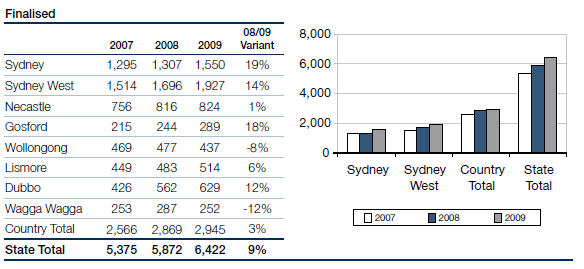 Finalised
2007 2008 2009 08/09 Variant
Sydney 1,295 1,307 1,550 19%
Sydney West 1,514 1,696 1,927 14%
Necastle 756 816 824 1%
Gosford 215 244 289 18%
Wollongong 469 477 437 -8%
Lismore 449 483 514 6%
Dubbo 426 562 629 12%
Wagga Wagga 253 287 252 -12%
Country Total 2,566 2,869 2,945 3%
State Total 5,375 5,872 6,422 9%
8,000
6,000
4,000
2,000
0
Sydney Sydney West Country Total State Total
2007 2008 2009